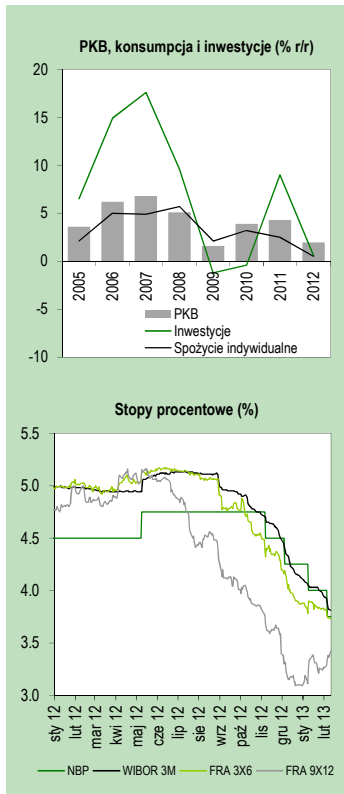 PKB, konsumpcja i inwestycje (% r/r)
20
15
10
5
0
-5
-10
2005
2006
2007
2008
2009
2010
2011
2012
PKB
Inwestycje
Spożycie indywidualne
Stopy procentowe (%)
5.5
5.0
4.5
4.0
3.5
3.0
sty 12
lut 12
mar 12
kwi 12
maj 12
cze 12
lip 12
sie 12
wrz 12
paź 12
lis 12
gru 12
sty 13
lut 13
NBP
WIBOR 3M
FRA 3X6
FRA 9X12